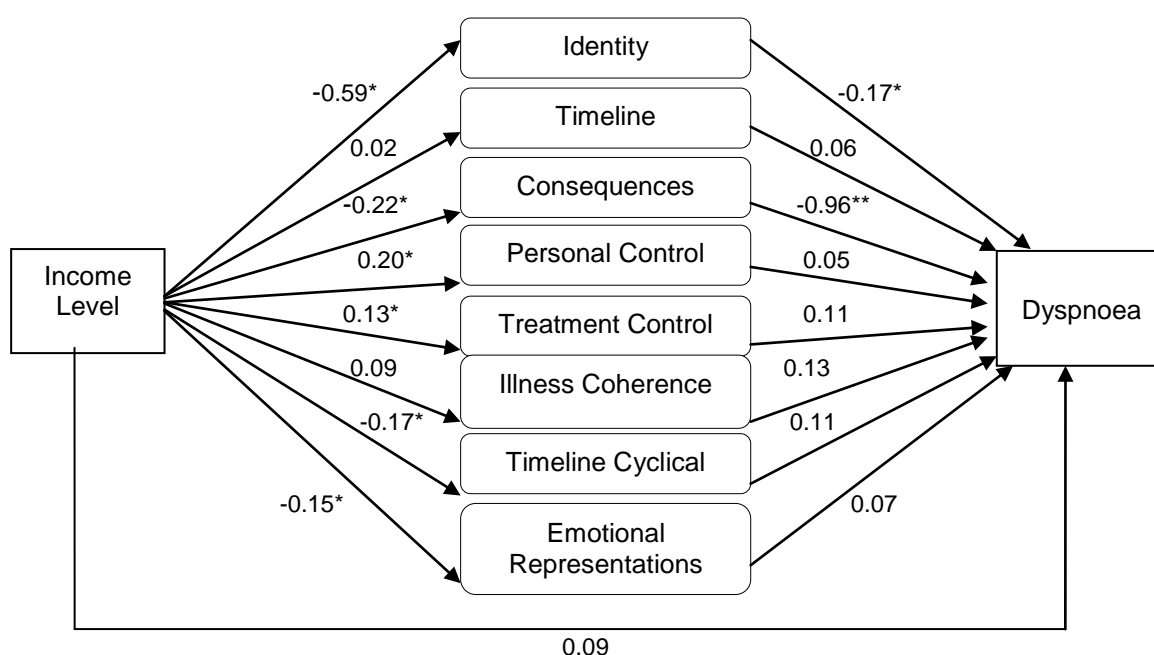 Identity
-0.59*
-0.17*
Timeline
0.02
0.06
Consequences
-0.22*
-0.96**
Personal Control
0.20*
0.05
Income
Level
Dyspnoea
Treatment Control
0.13*
0.11
Illness Coherence
0.09
0.13
-0.17*
0.11
Timeline Cyclical
-0.15*
0.07
Emotional
Representations
0.09